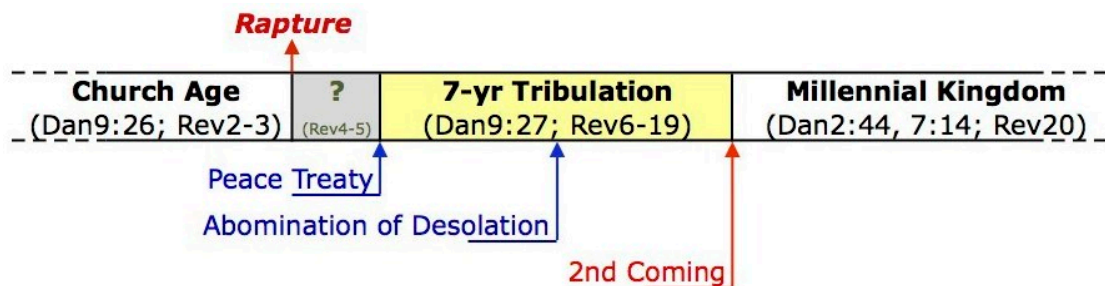 Rapture
Church Age
(Dan9:26; Rev2-3)
?
(Rev4-5)
7-yr Tribulation
(Dan9:27; Rev6-19)
Millennial Kingdom
(Dan2:44, 7:14; Rev20)
Peace Treaty
Abomination of Desolation
2nd Coming